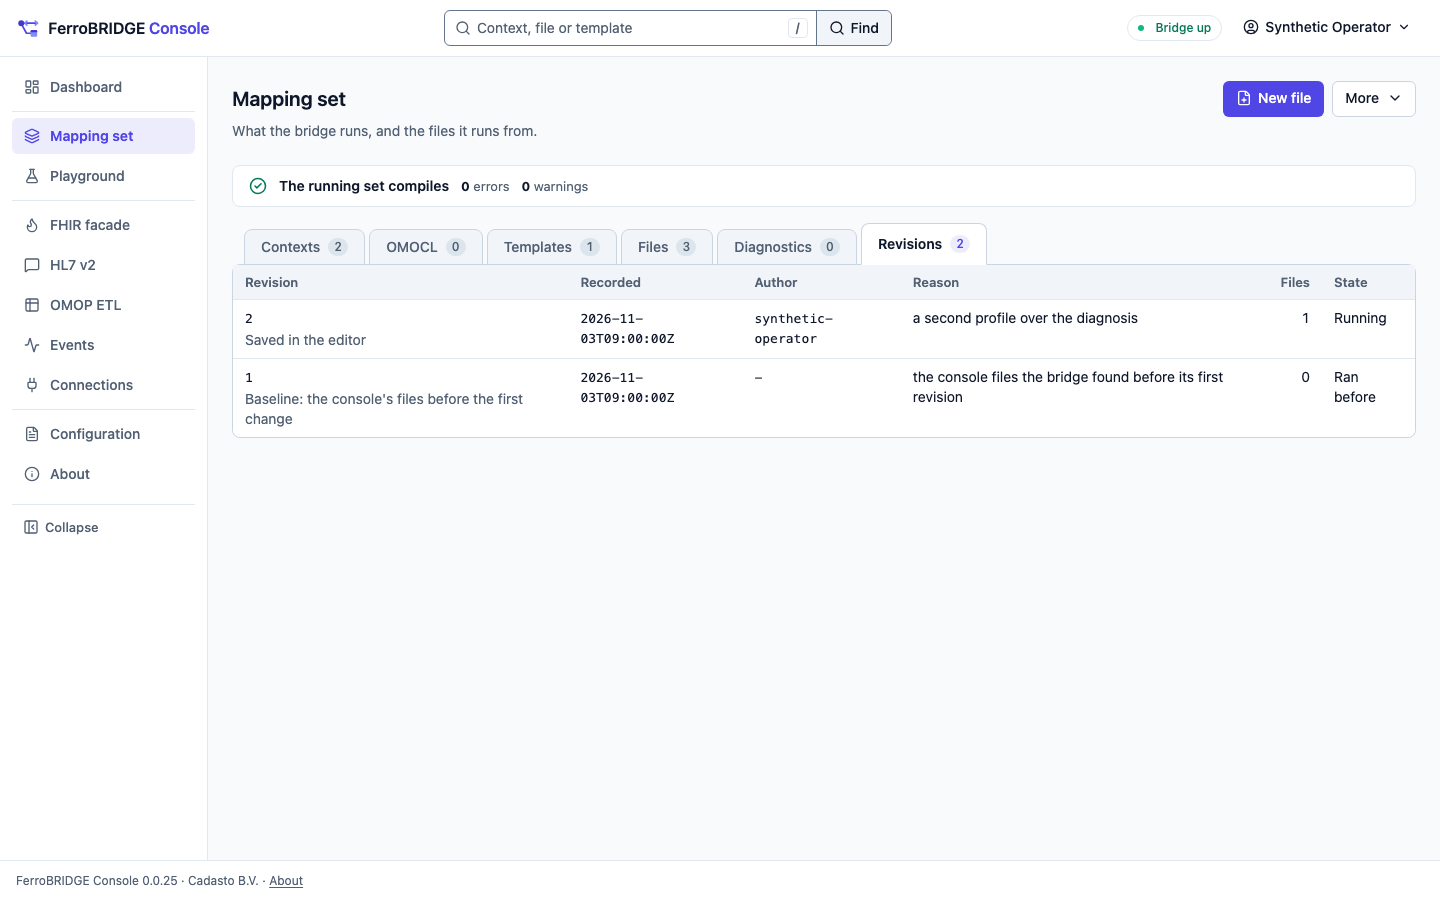 FerroBRIDGE Console
Context, file or template
/
Find
Bridge up
Synthetic Operator
Dashboard
Mapping set
Playground
FHIR facade
HL7 v2
OMOP ETL
Events
Connections
Configuration
About
Collapse
Mapping set
New file
More
What the bridge runs, and the files it runs from.
The running set compiles 0 errors 0 warnings
Contexts 2
OMOCL 0
Templates 1
Files 3
Diagnostics 0
Revisions 2
Revision Recorded Author Reason Files State
2
Saved in the editor
2026-11-
03T09:00:00Z
synthetic-
operator
a second profile over the diagnosis
1
Running
1
Baseline: the console's files before the first
change
2026-11-
03T09:00:00Z
–
the console files the bridge found before its first
revision
0
Ran
before
FerroBRIDGE Console 0.0.25 · Cadasto B.V. · About